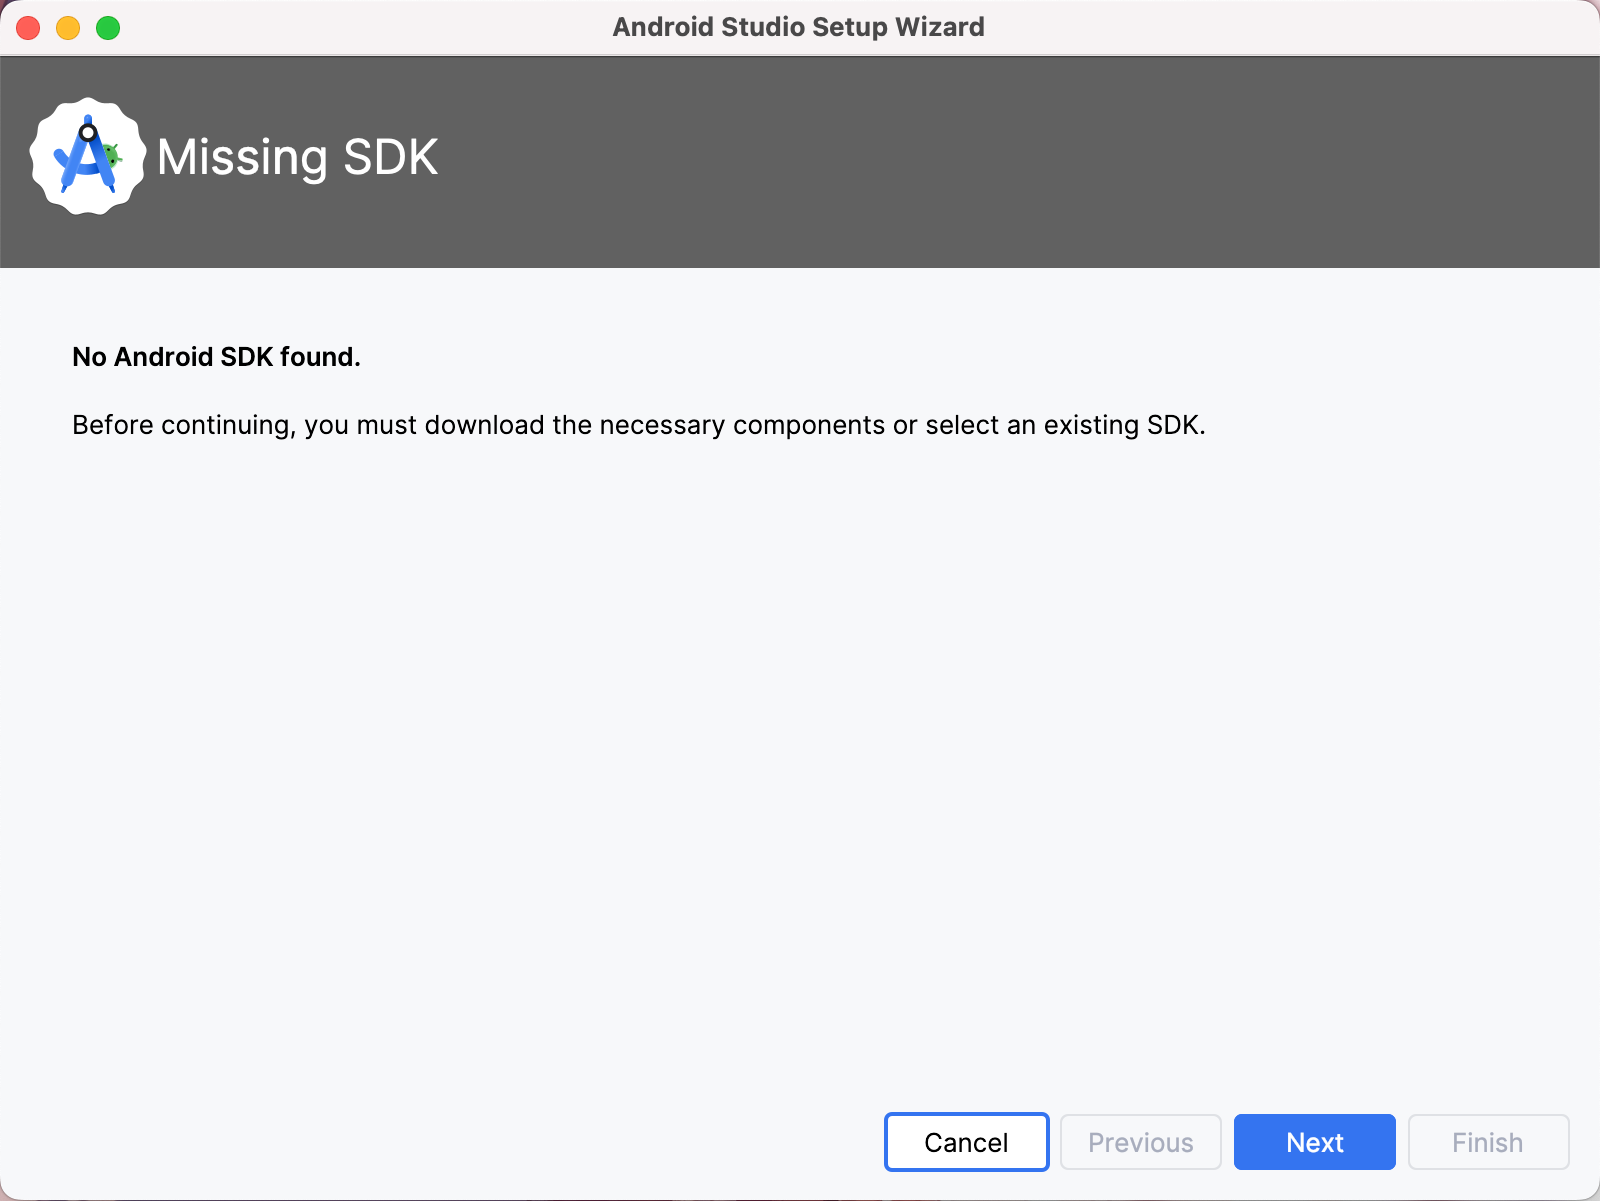 Android Studio Setup Wizard
Missing SDK
No Android SDK found.
Before continuing, you must download the necessary components or select an existing SDK.
Cancel
Previous
Next
Finish